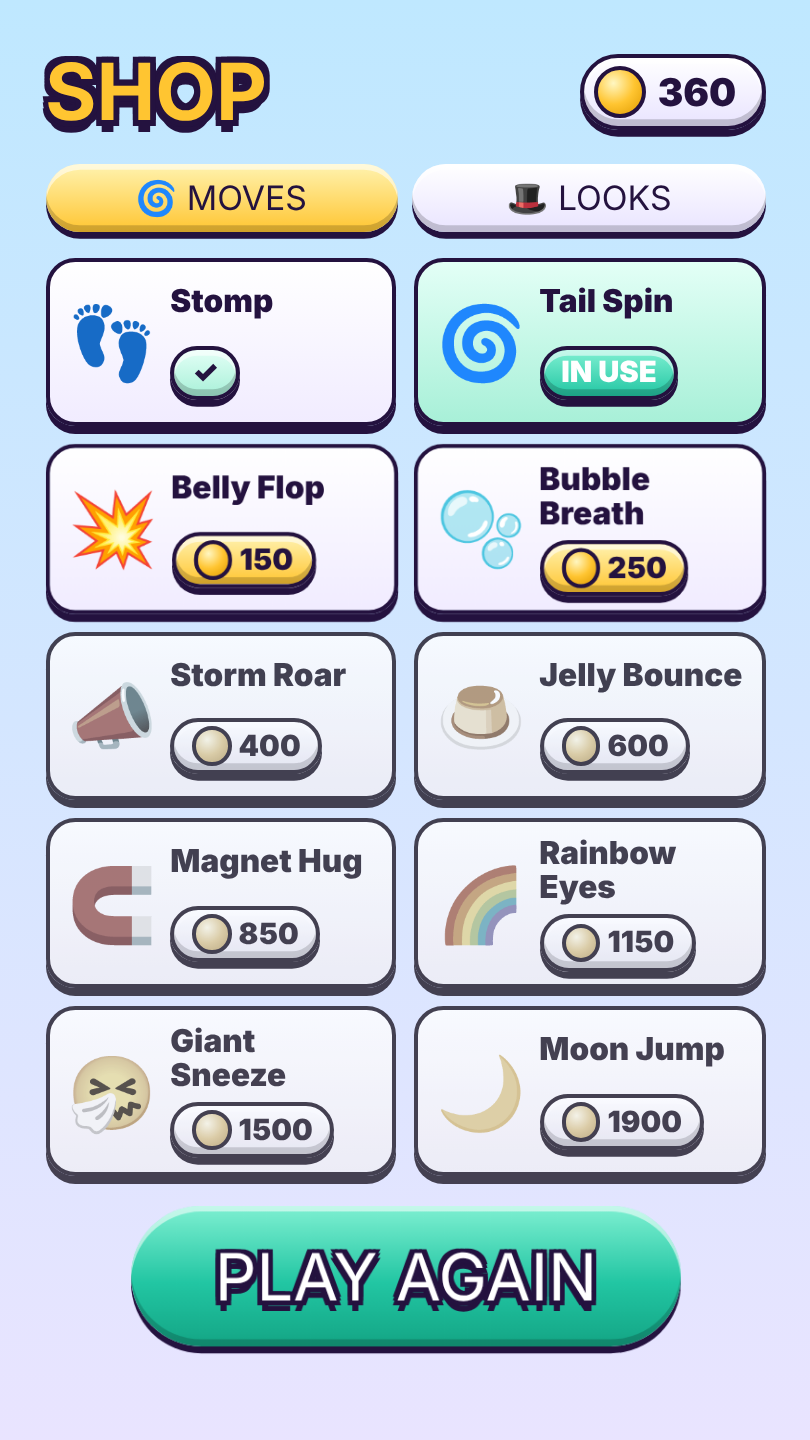 SHOP
360
MOVES
LOOKS
Stomp
Tail Spin
IN USE
Belly Flop
150
Bubble
Breath
250
Storm Roar
400
Jelly Bounce
600
Magnet Hug
850
Rainbow
Eyes
1150
Giant
Sneeze
1500
Moon Jump
1900
PLAY AGAIN